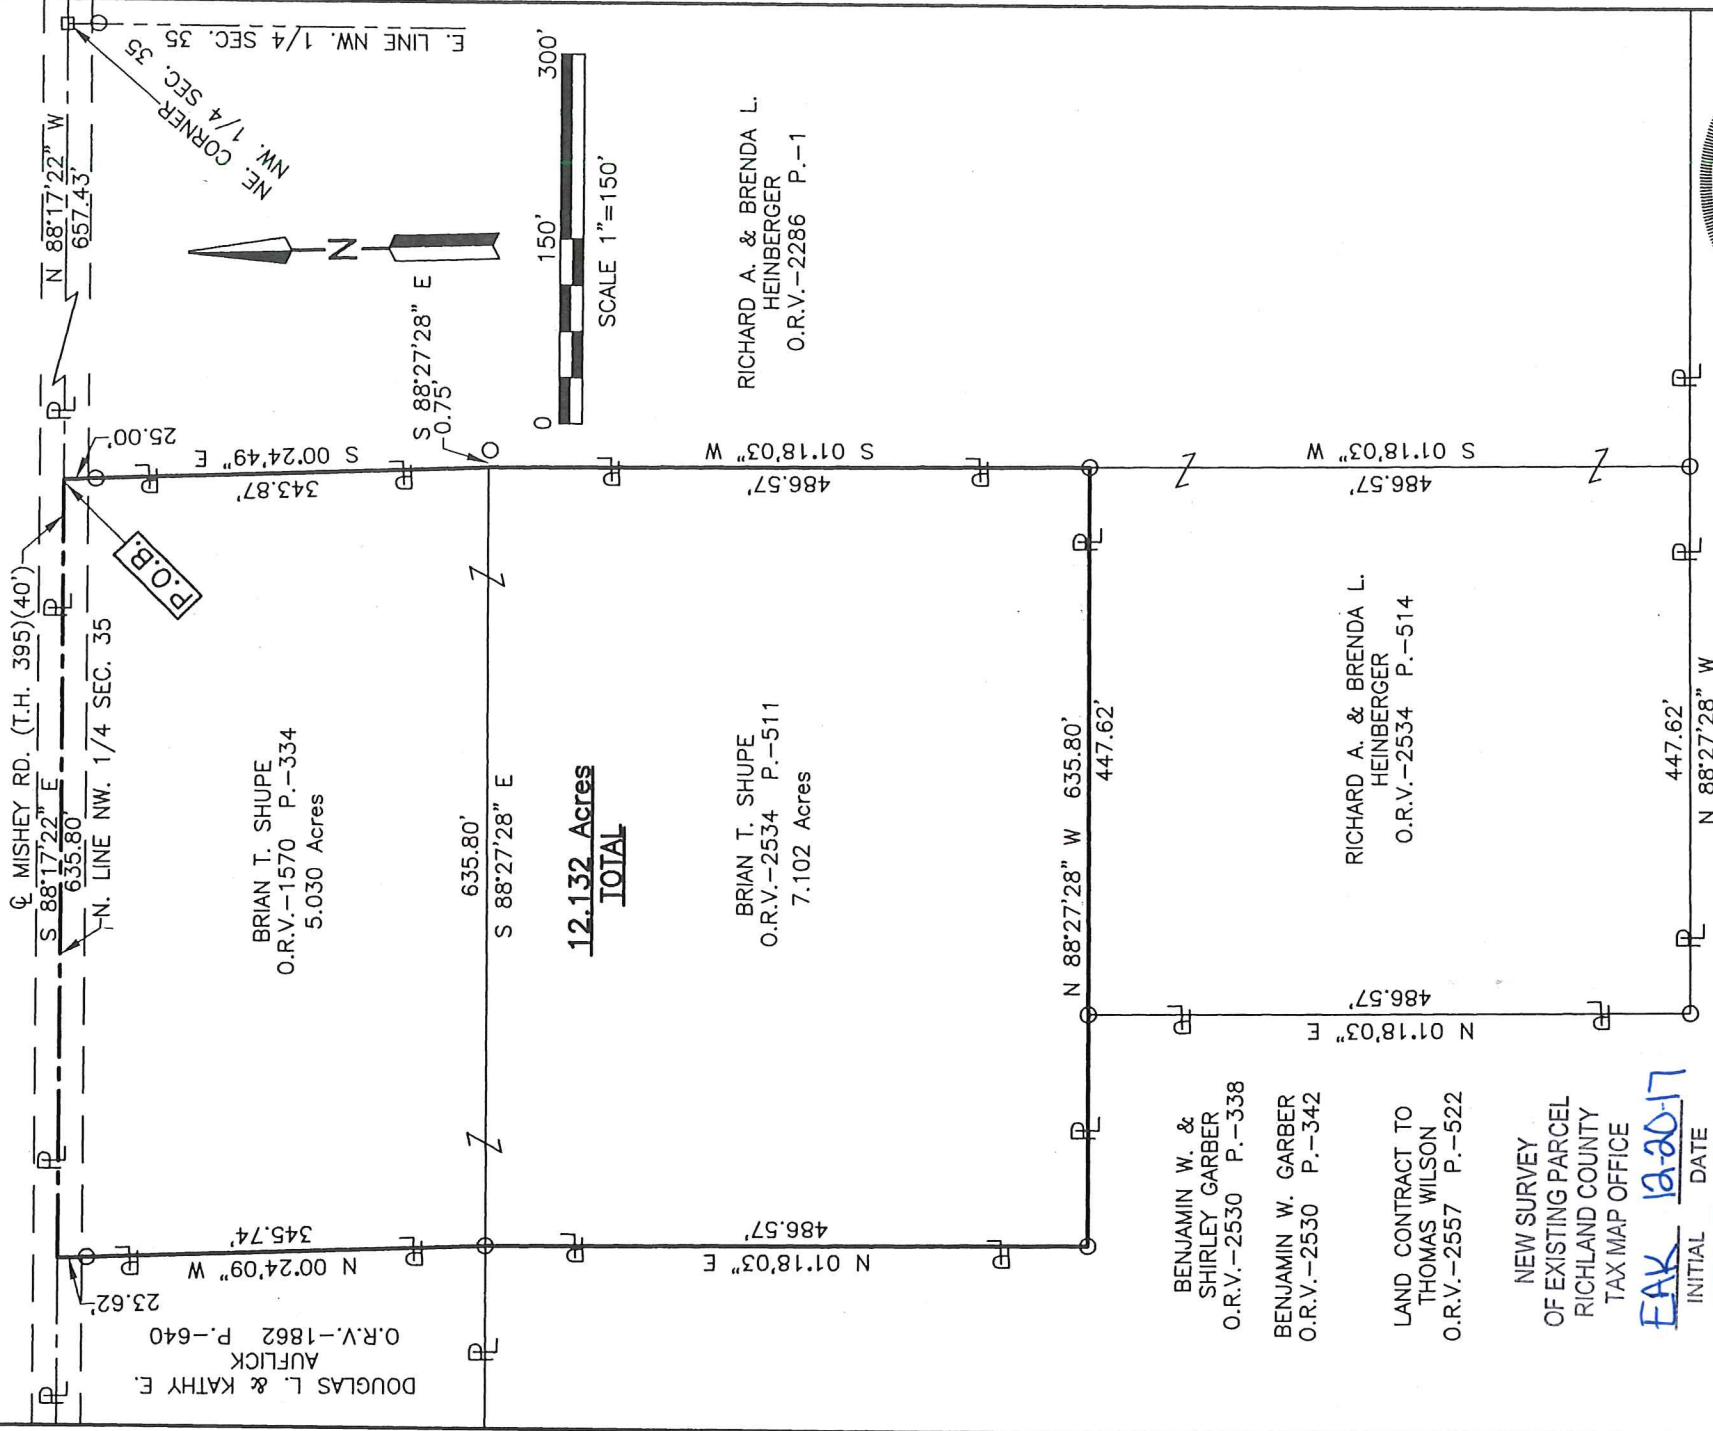 ℄ MISHEY RD. (T.H. 395)(40')
S 88°17'22" E
635.80'
N. LINE NW. 1/4 SEC. 35
N 88°17'22" W
657.43'
NE. CORNER
NW. 1/4 SEC. 35
E. LINE NW. 1/4 SEC. 35
P.O.B.
25.00'
S 00°24'49" E
343.87'
S 88°27'28" E
0.75'
N
0 150' 300'
SCALE 1"=150'
BRIAN T. SHUPE
O.R.V.-1570 P.-334
5.030 Acres
635.80'
S 88°27'28" E
12.132 Acres
TOTAL
BRIAN T. SHUPE
O.R.V.-2534 P.-511
7.102 Acres
S 01°18'03" W
486.57'
RICHARD A. & BRENDA L.
HEINBERGER
O.R.V.-2286 P.-1
23.62'
N 00°24'09" W
345.74'
N 01°18'03" E
486.57'
DOUGLAS L. & KATHY E.
AUFLICK
O.R.V.-1862 P.-640
N 88°27'28" W 635.80'
447.62'
S 01°18'03" W
486.57'
RICHARD A. & BRENDA L.
HEINBERGER
O.R.V.-2534 P.-514
N 01°18'03" E
486.57'
447.62'
N 88°27'28" W
BENJAMIN W. &
SHIRLEY GARBER
O.R.V.-2530 P.-338
BENJAMIN W. GARBER
O.R.V.-2530 P.-342
LAND CONTRACT TO
THOMAS WILSON
O.R.V.-2557 P.-522
NEW SURVEY
OF EXISTING PARCEL
RICHLAND COUNTY
TAX MAP OFFICE
EAK 12-20-17
INITIAL DATE